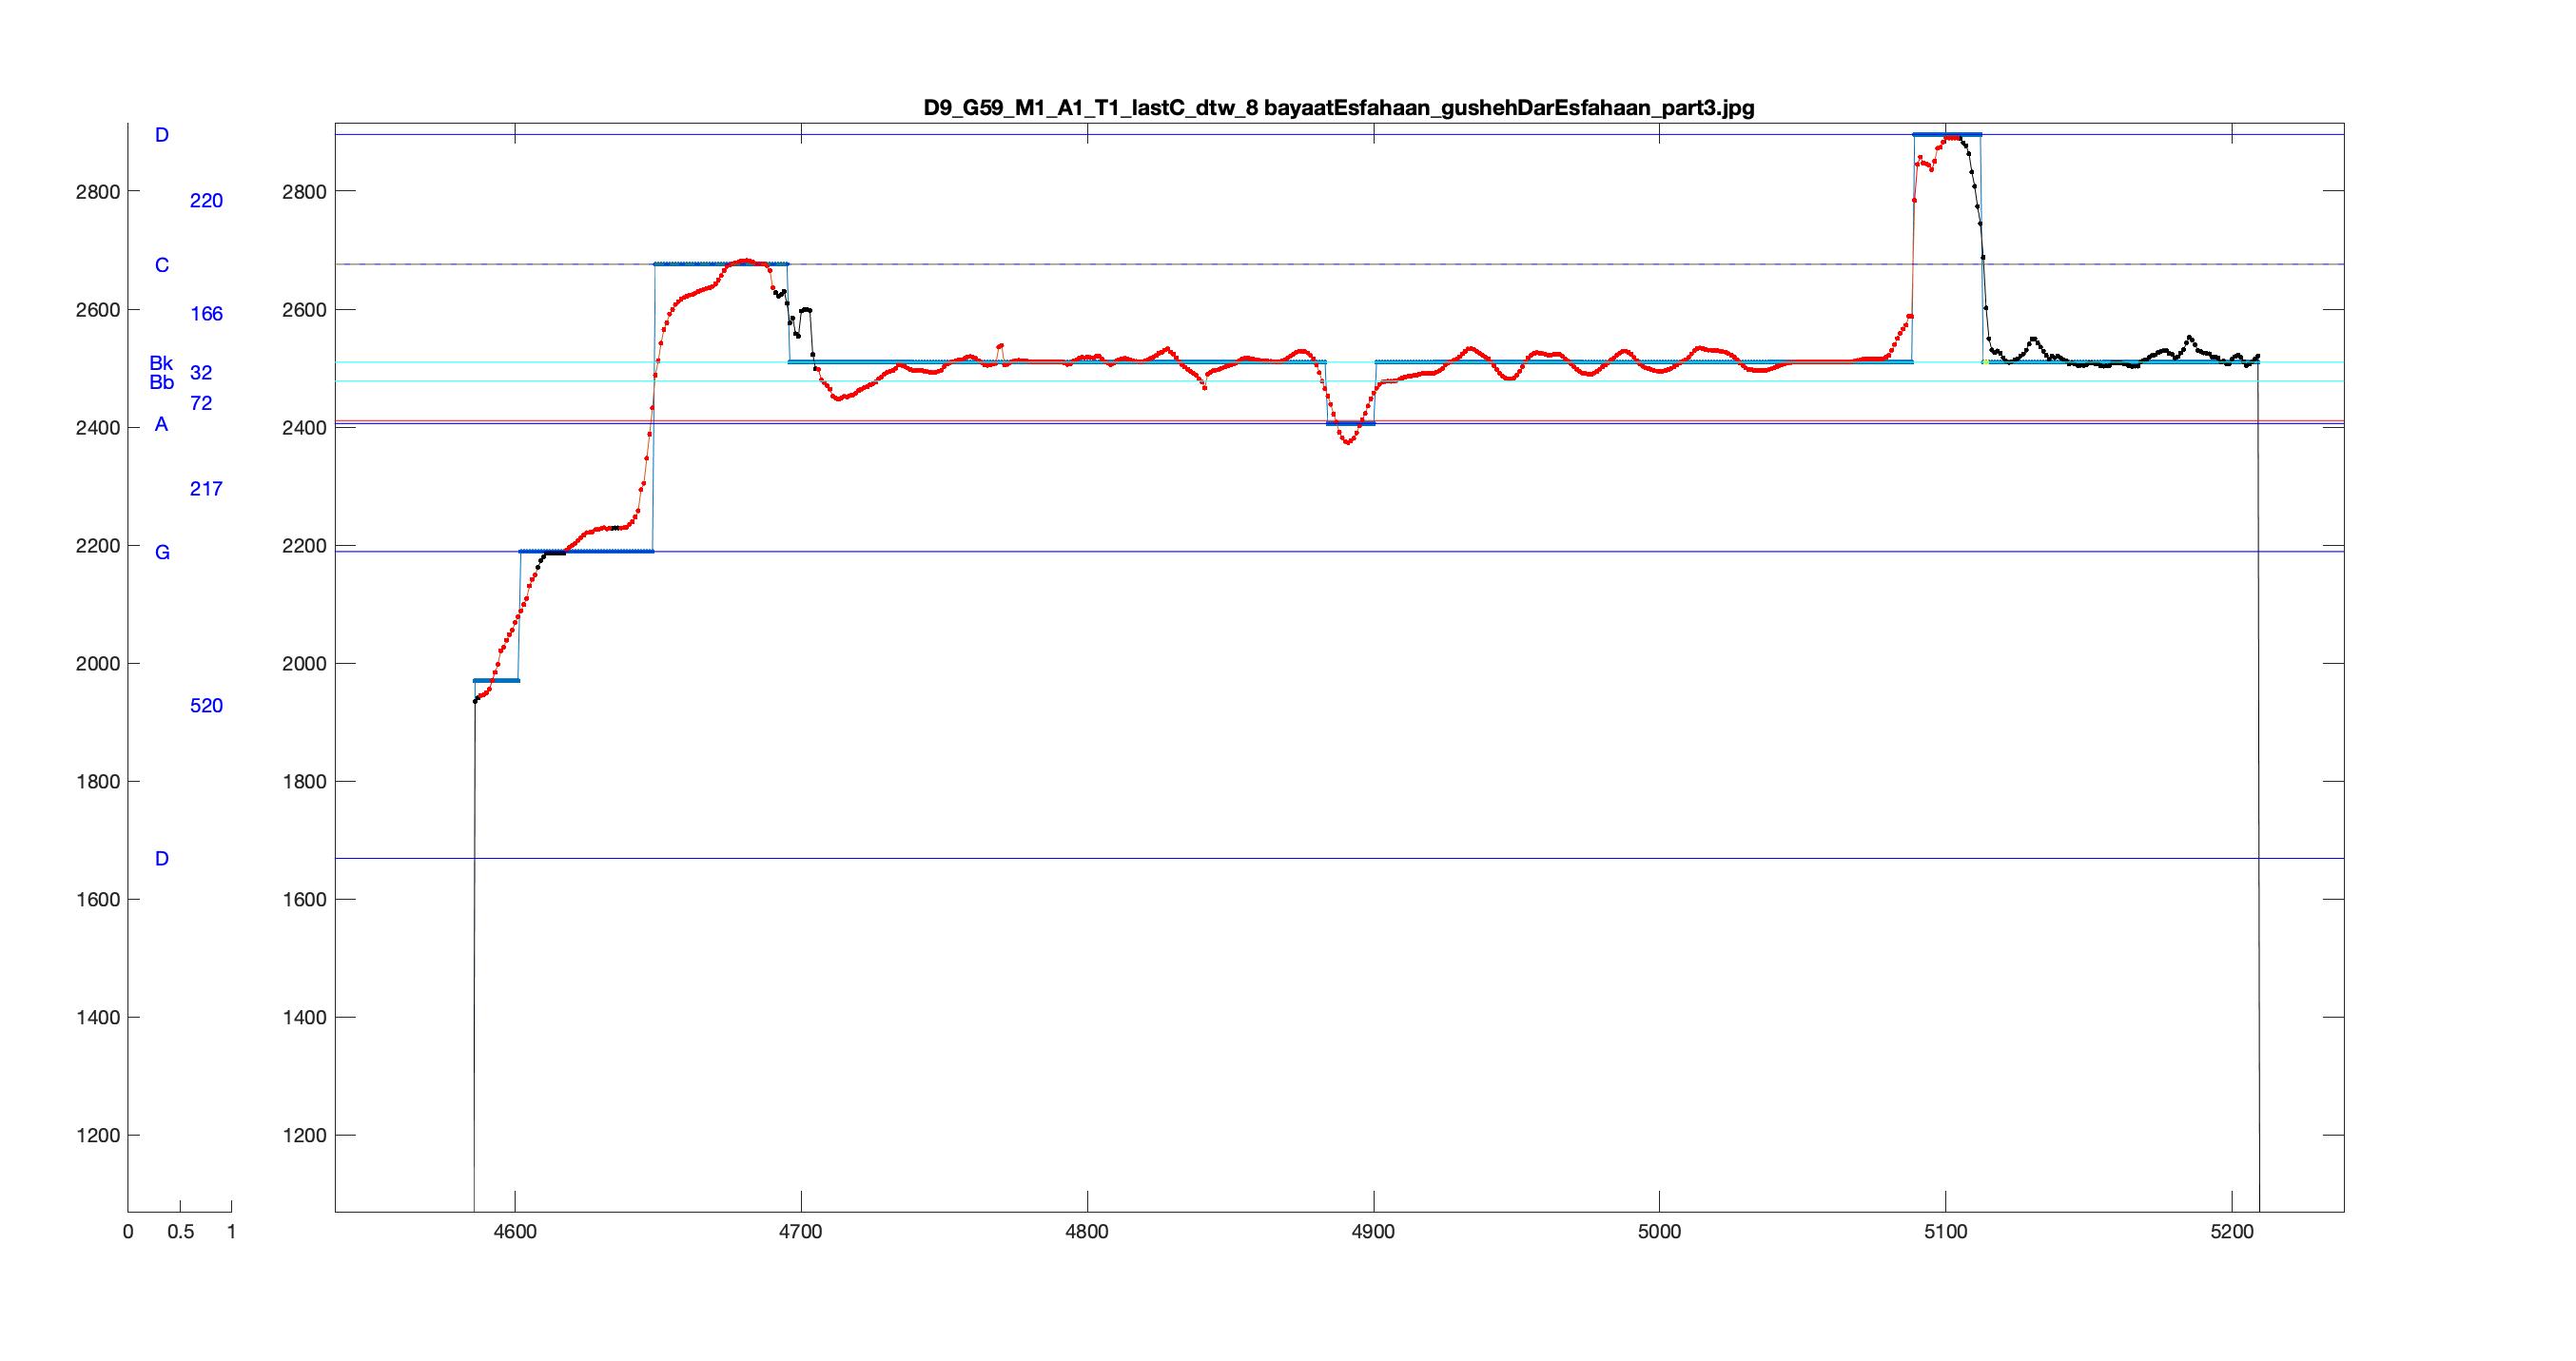 D9_G59_M1_A1_T1_lastC_dtw_8 bayaatEsfahaan_gushehDarEsfahaan_part3.jpg
D
2800 220 2800
C
2600 166 2600
Bk
32
Bb
72
2400 A 2400
217
2200 G 2200
2000 2000
520
1800 1800
D
1600 1600
1400 1400
1200 1200
0 0.5 1 4600 4700 4800 4900 5000 5100 5200